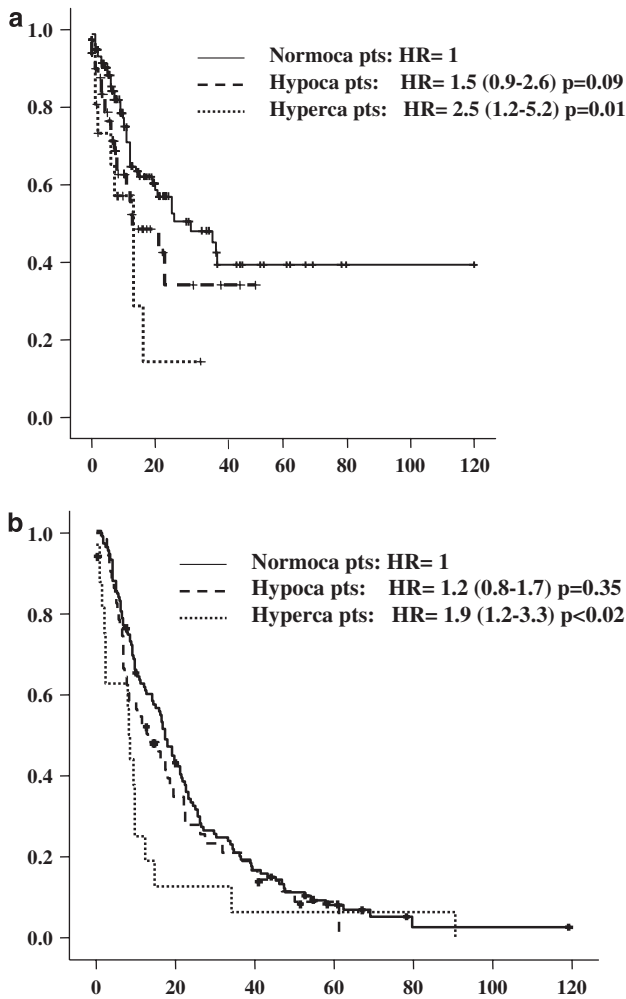 a
1.0
0.8
0.6
0.4
0.2
0.0
Normoca pts: HR= 1
Hypoca pts: HR= 1.5 (0.9-2.6) p=0.09
Hyperca pts: HR= 2.5 (1.2-5.2) p=0.01
0 20 40 60 80 100 120
b
1.0
0.8
0.6
0.4
0.2
0.0
Normoca pts: HR= 1
Hypoca pts: HR= 1.2 (0.8-1.7) p=0.35
Hyperca pts: HR= 1.9 (1.2-3.3) p<0.02
0 20 40 60 80 100 120